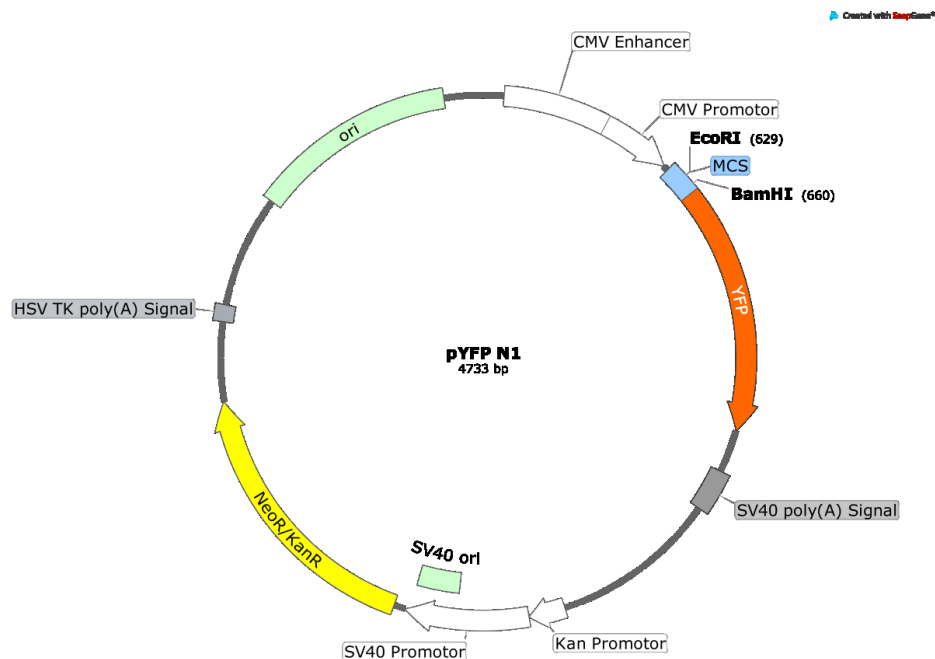 Created with SnapGene®
CMV Enhancer
CMV Promotor
EcoRI (629)
MCS
BamHI (660)
ori
YFP
HSV TK poly(A) Signal
pYFP N1
4733 bp
SV40 poly(A) Signal
NeoR/KanR
SV40 ori
Kan Promotor
SV40 Promotor